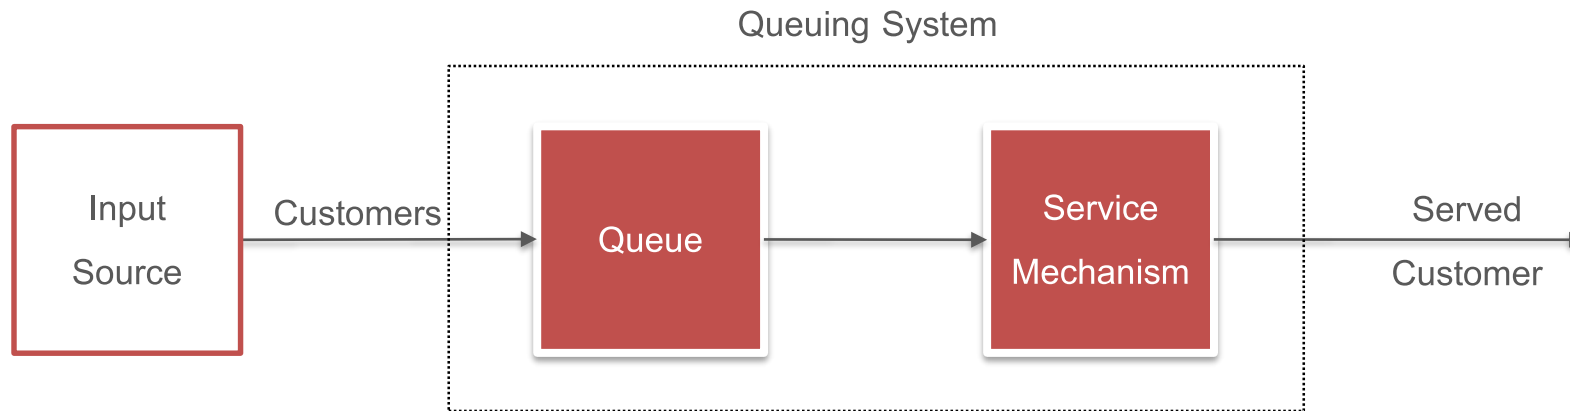 Queuing System
Input
Source
Customers
Queue
Service
Mechanism
Served
Customer